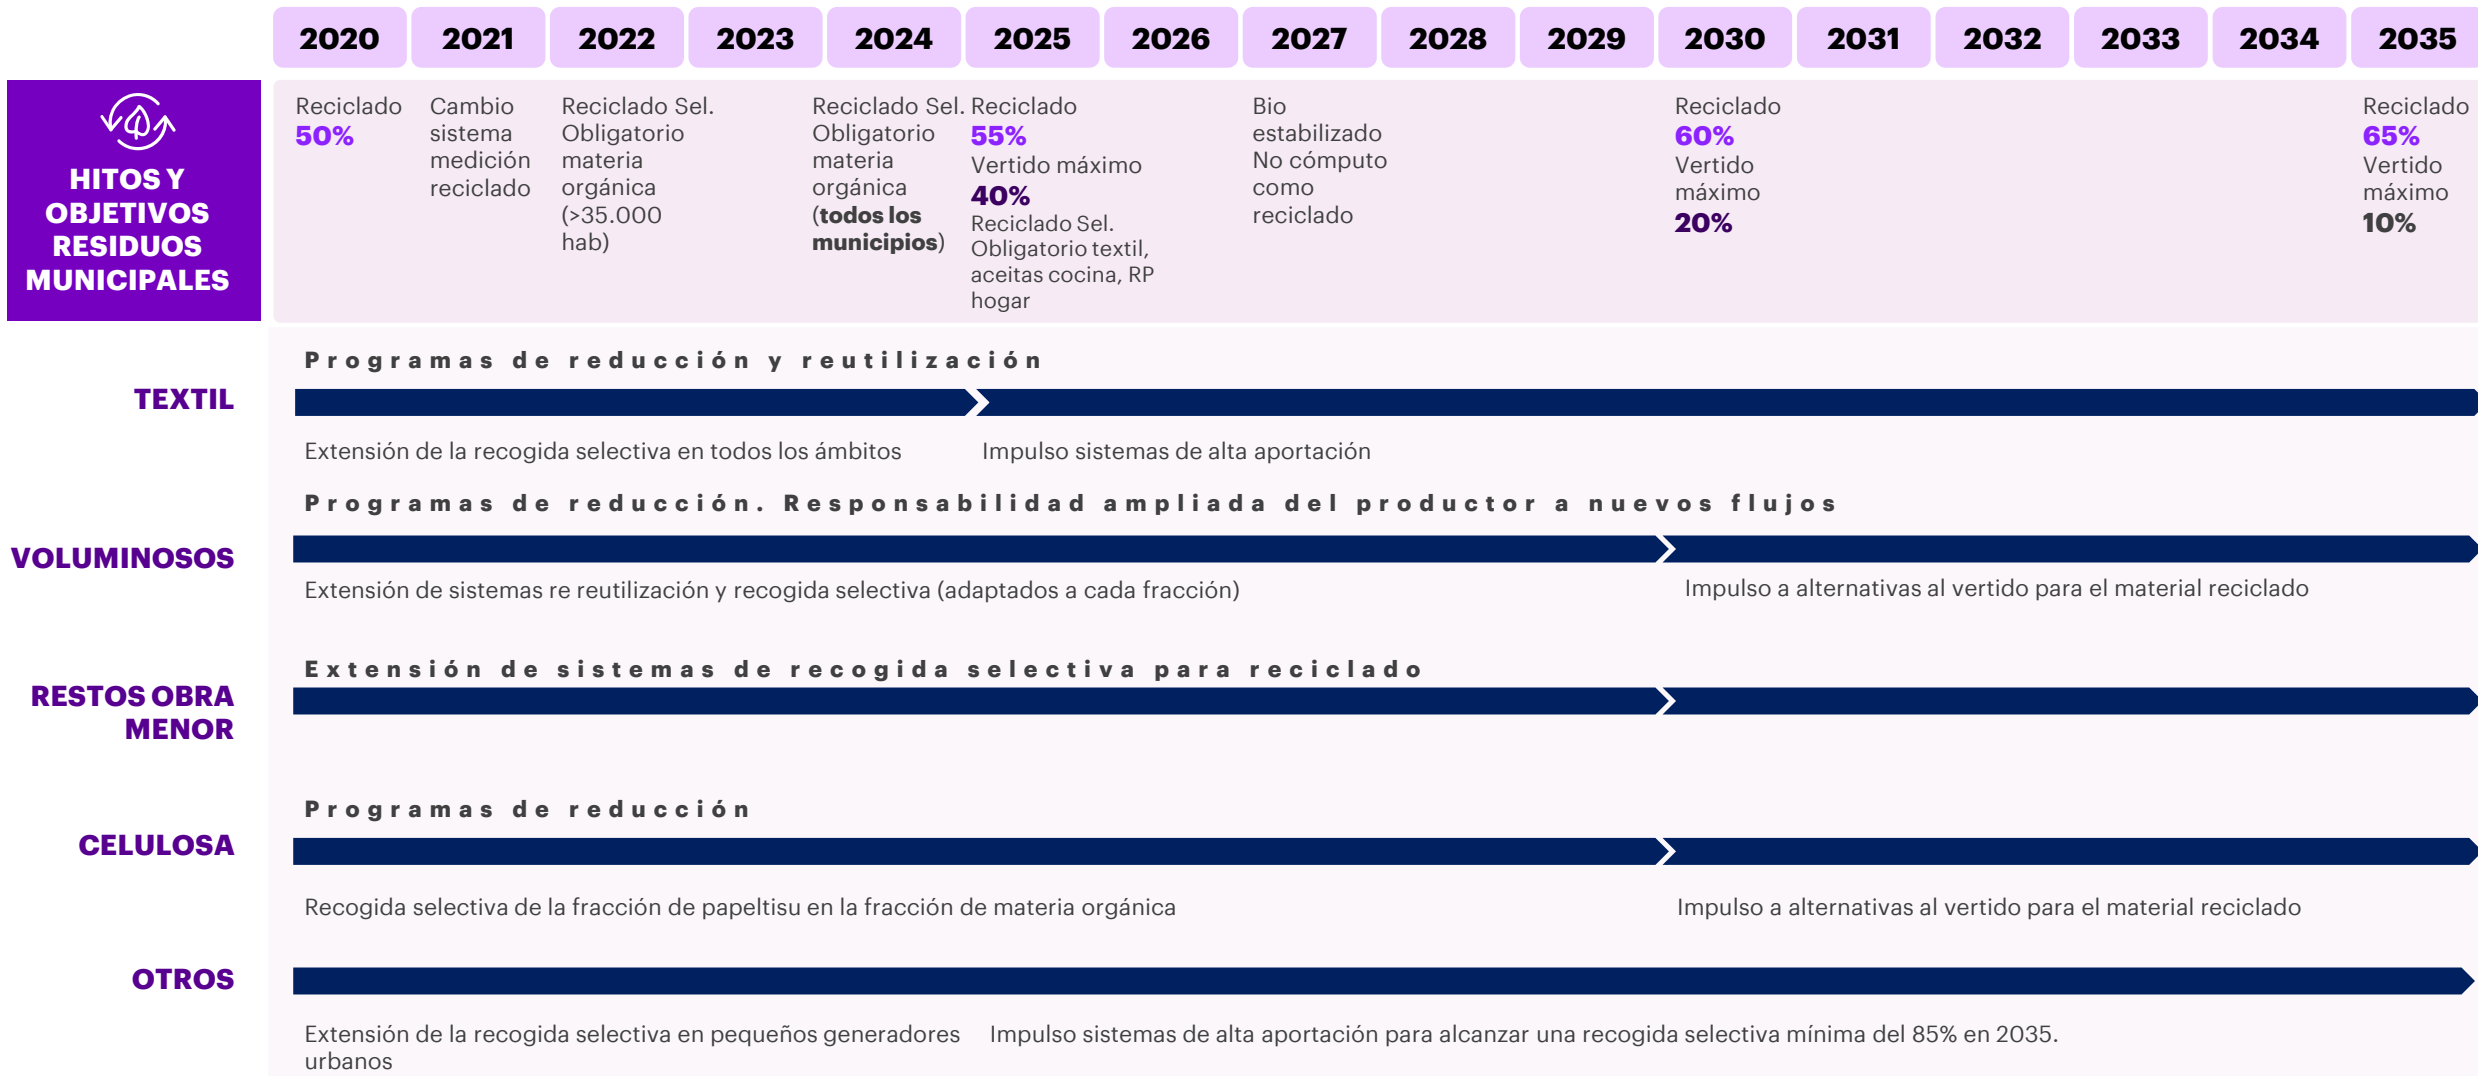 2020 2021 2022 2023 2024 2025 2026 2027 2028 2029 2030 2031 2032 2033 2034 2035
HITOS Y
OBJETIVOS
RESIDUOS
MUNICIPALES
Reciclado
50%
Cambio
sistema
medición
reciclado
Reciclado Sel.
Obligatorio
materia
orgánica
(>35.000
hab)
Reciclado Sel.
Obligatorio
materia
orgánica
(todos los
municipios)
Reciclado
55%
Vertido máximo
40%
Reciclado Sel.
Obligatorio textil,
aceitas cocina, RP
hogar
Bio
estabilizado
No cómputo
como
reciclado
Reciclado
60%
Vertido
máximo
20%
Reciclado
65%
Vertido
máximo
10%
TEXTIL
Programas de reducción y reutilización
Extensión de la recogida selectiva en todos los ámbitos
Impulso sistemas de alta aportación
VOLUMINOSOS
Programas de reducción. Responsabilidad ampliada del productor a nuevos flujos
Extensión de sistemas re reutilización y recogida selectiva (adaptados a cada fracción)
Impulso a alternativas al vertido para el material reciclado
RESTOS OBRA
MENOR
Extensión de sistemas de recogida selectiva para reciclado
CELULOSA
Programas de reducción
Recogida selectiva de la fracción de papeltisu en la fracción de materia orgánica
Impulso a alternativas al vertido para el material reciclado
OTROS
Extensión de la recogida selectiva en pequeños generadores
urbanos
Impulso sistemas de alta aportación para alcanzar una recogida selectiva mínima del 85% en 2035.